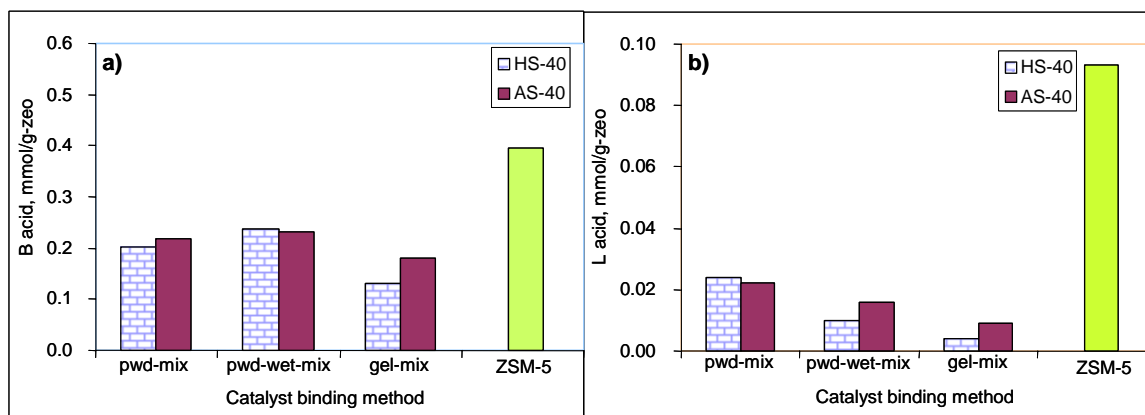 a)
HS-40
AS-40
B acid, mmol/g-zeo
0.6
0.5
0.4
0.3
0.2
0.1
0.0
pwd-mix pwd-wet-mix gel-mix ZSM-5
Catalyst binding method
b)
HS-40
AS-40
L acid, mmol/g-zeo
0.10
0.08
0.06
0.04
0.02
0.00
pwd-mix pwd-wet-mix gel-mix ZSM-5
Catalyst binding method